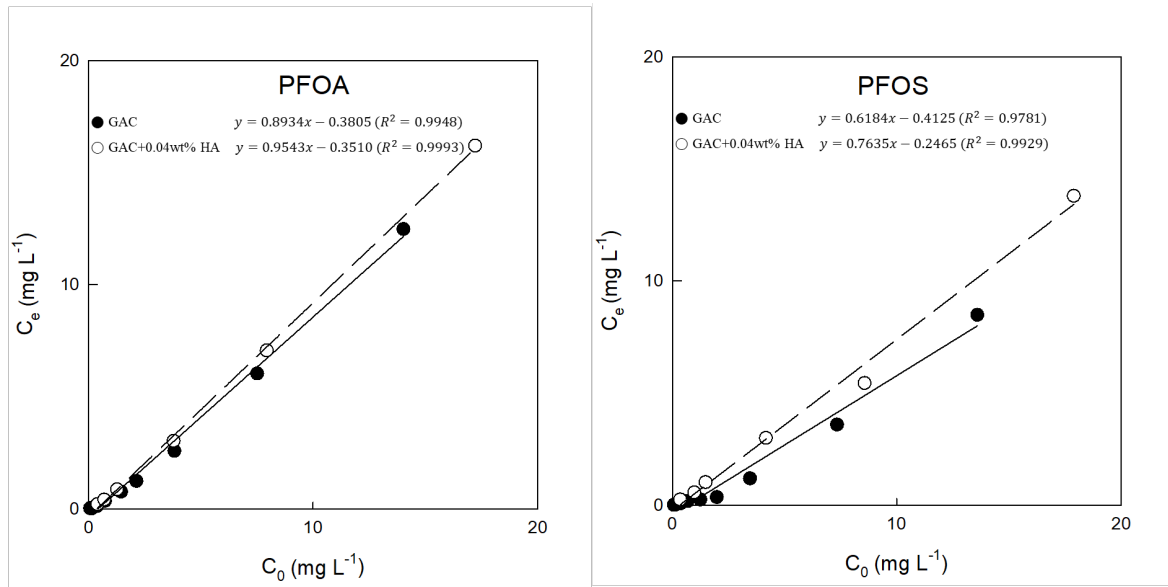 20
PFOA
GAC y = 0.8934x − 0.3805 (R² = 0.9948)
GAC+0.04wt% HA y = 0.9543x − 0.3510 (R² = 0.9993)
10
0
0 10 20
Cₑ (mg L⁻¹)
C₀ (mg L⁻¹)
20
PFOS
GAC y = 0.6184x − 0.4125 (R² = 0.9781)
GAC+0.04wt% HA y = 0.7635x − 0.2465 (R² = 0.9929)
10
0
0 10 20
Cₑ (mg L⁻¹)
C₀ (mg L⁻¹)